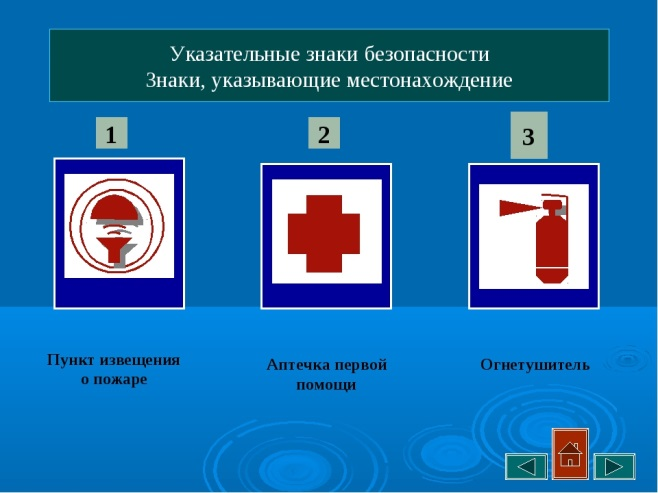 Указательные знаки безопасности
Знаки, указывающие местонахождение
1
2
3
Пункт извещения
о пожаре
Аптечка первой
помощи
Огнетушитель